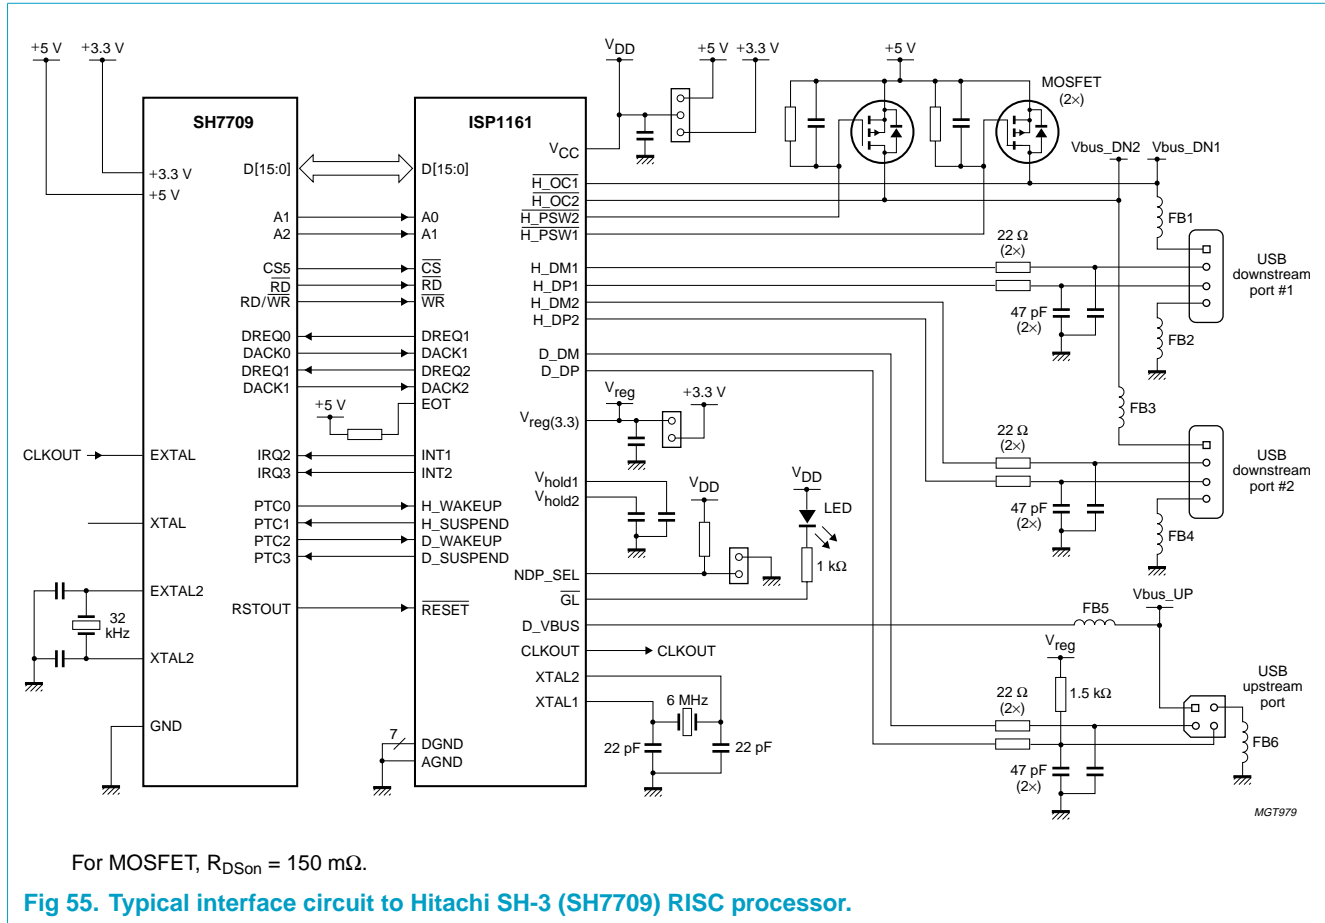 +5 V +3.3 V
SH7709
+3.3 V
+5 V
D[15:0]
A1
A2
CS5
RD
RD/WR
DREQ0
DACK0
DREQ1
DACK1
CLKOUT
EXTAL
IRQ2
IRQ3
PTC0
XTAL
PTC1
PTC2
PTC3
EXTAL2
RSTOUT
32
kHz
XTAL2
GND
ISP1161
D[15:0]
A0
A1
CS
RD
WR
DREQ1
DACK1
DREQ2
DACK2
EOT
+5 V
INT1
INT2
H_WAKEUP
H_SUSPEND
D_WAKEUP
D_SUSPEND
RESET
7
DGND
AGND
VCC
H_OC1
H_OC2
H_PSW2
H_PSW1
H_DM1
H_DP1
H_DM2
H_DP2
D_DM
D_DP
Vreg(3.3)
Vhold1
Vhold2
NDP_SEL
GL
D_VBUS
CLKOUT
XTAL2
XTAL1
VDD
+5 V +3.3 V
+5 V
MOSFET
(2×)
Vbus_DN2 Vbus_DN1
FB1
22 Ω
(2×)
USB
downstream
port #1
47 pF
(2×)
FB2
Vreg
+3.3 V
FB3
22 Ω
(2×)
USB
downstream
port #2
47 pF
(2×)
FB4
VDD
VDD
LED
1 kΩ
CLKOUT
6 MHz
22 pF
22 pF
FB5
Vbus_UP
Vreg
1.5 kΩ
22 Ω
(2×)
USB
upstream
port
FB6
47 pF
(2×)
MGT979
For MOSFET, RDSon = 150 mΩ.
Fig 55. Typical interface circuit to Hitachi SH-3 (SH7709) RISC processor.